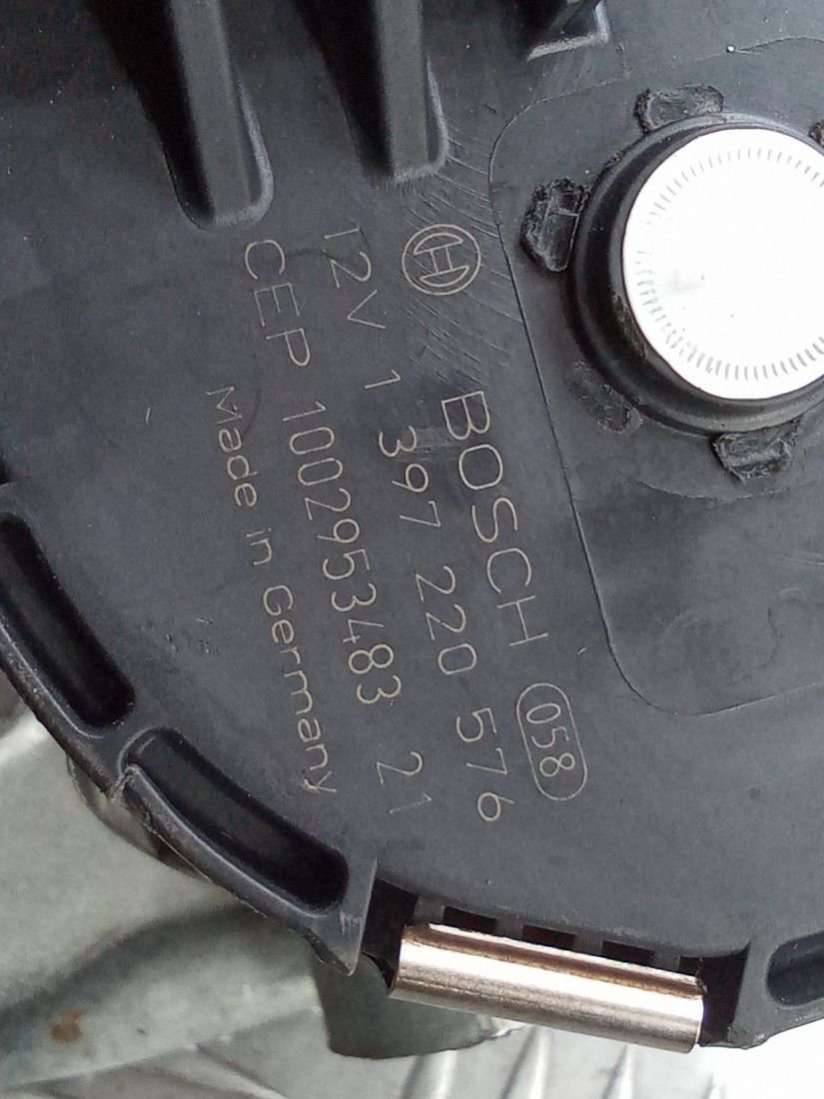 BOSCH 058
12V 1 397 220 576
CEP 1002953483 21
Made in Germany